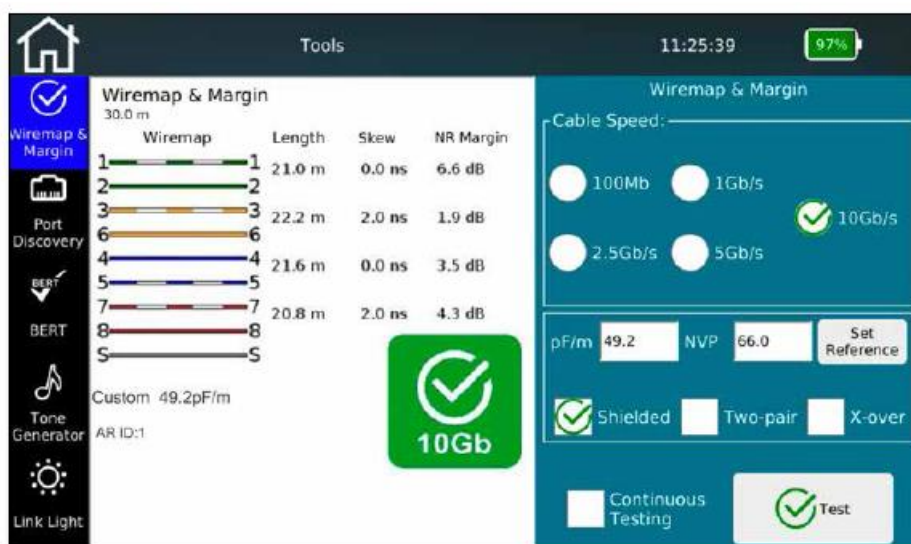 Tools
11:25:39
97%
Wiremap & Margin
Port Discovery
BERT
BERT
Tone Generator
Link Light
Wiremap & Margin
30.0 m
Wiremap Length Skew NR Margin
1 1 21.0 m 0.0 ns 6.6 dB
2 2
3 3 22.2 m 2.0 ns 1.9 dB
6 6
4 4 21.6 m 0.0 ns 3.5 dB
5 5
7 7 20.8 m 2.0 ns 4.3 dB
8 8
S S
Custom 49.2pF/m
AR ID:1
10Gb
Wiremap & Margin
Cable Speed:
100Mb 1Gb/s
10Gb/s
2.5Gb/s 5Gb/s
pF/m 49.2 NVP 66.0 Set Reference
Shielded Two-pair X-over
Continuous Testing
Test